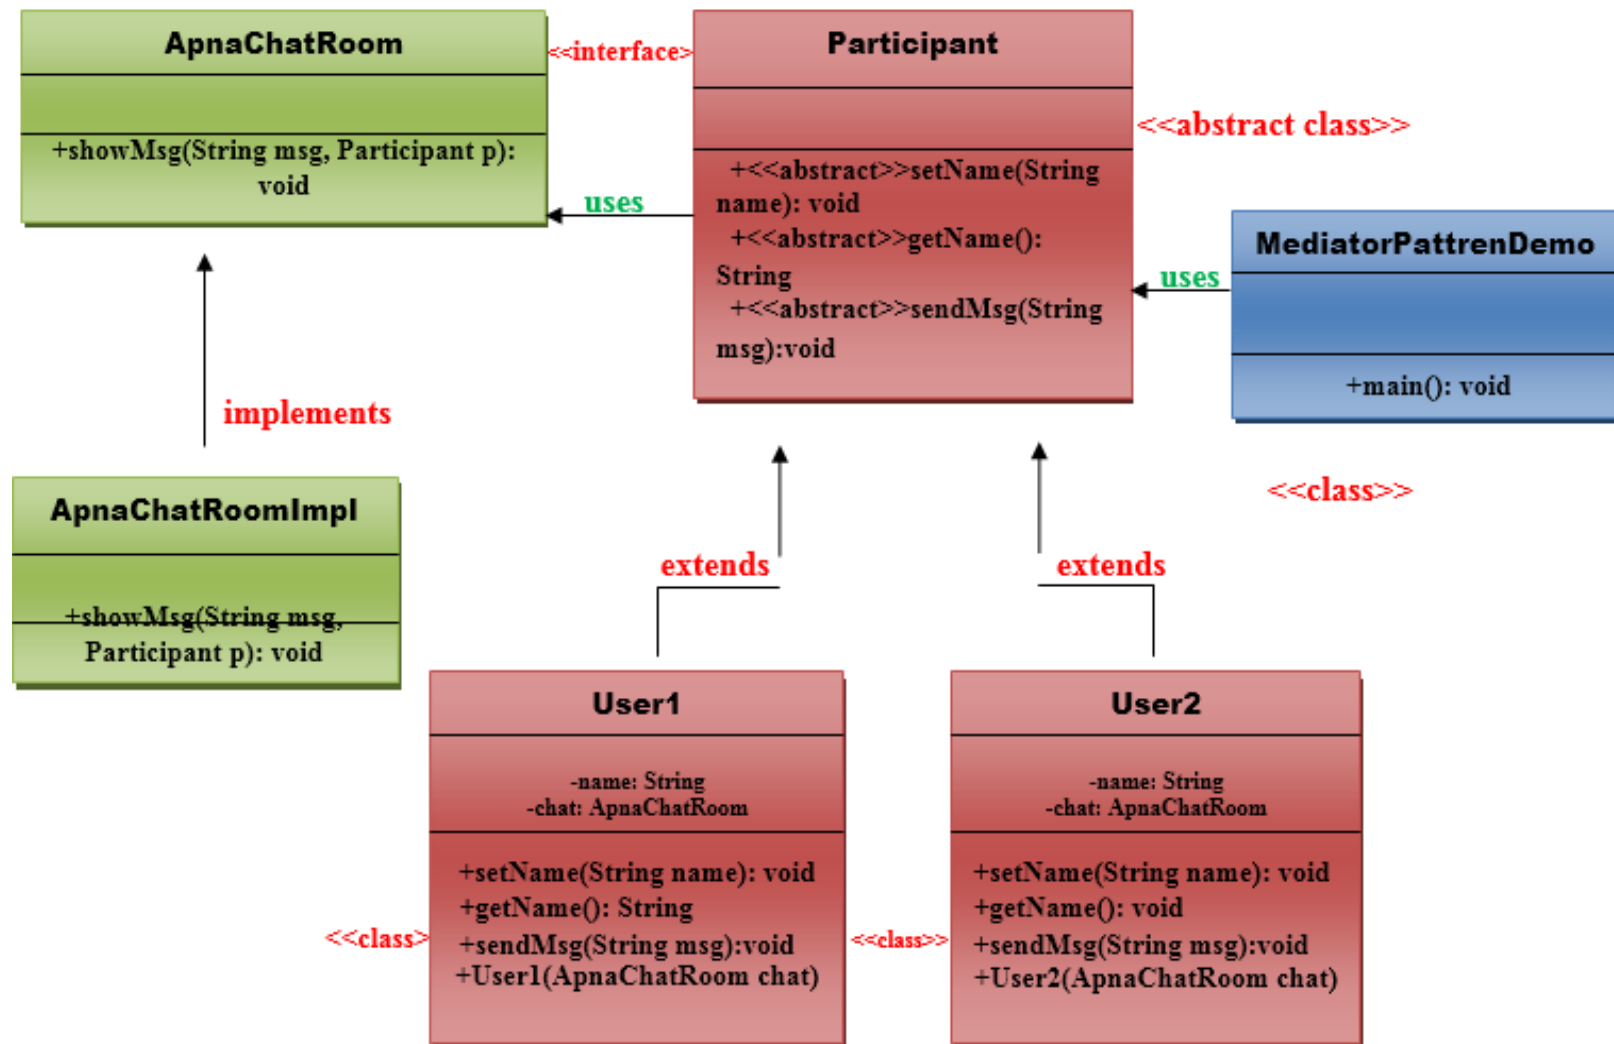 ApnaChatRoom
+showMsg(String msg, Participant p):
void
<<interface>
Participant
+<<abstract>>setName(String
name): void
+<<abstract>>getName():
String
+<<abstract>>sendMsg(String
msg):void
<<abstract class>>
uses
uses
MediatorPattrenDemo
+main(): void
<<class>>
implements
ApnaChatRoomImpl
+showMsg(String msg,
Participant p): void
extends
extends
User1
-name: String
-chat: ApnaChatRoom
+setName(String name): void
+getName(): String
+sendMsg(String msg):void
+User1(ApnaChatRoom chat)
<<class>
User2
-name: String
-chat: ApnaChatRoom
+setName(String name): void
+getName(): void
+sendMsg(String msg):void
+User2(ApnaChatRoom chat)
<<class>>